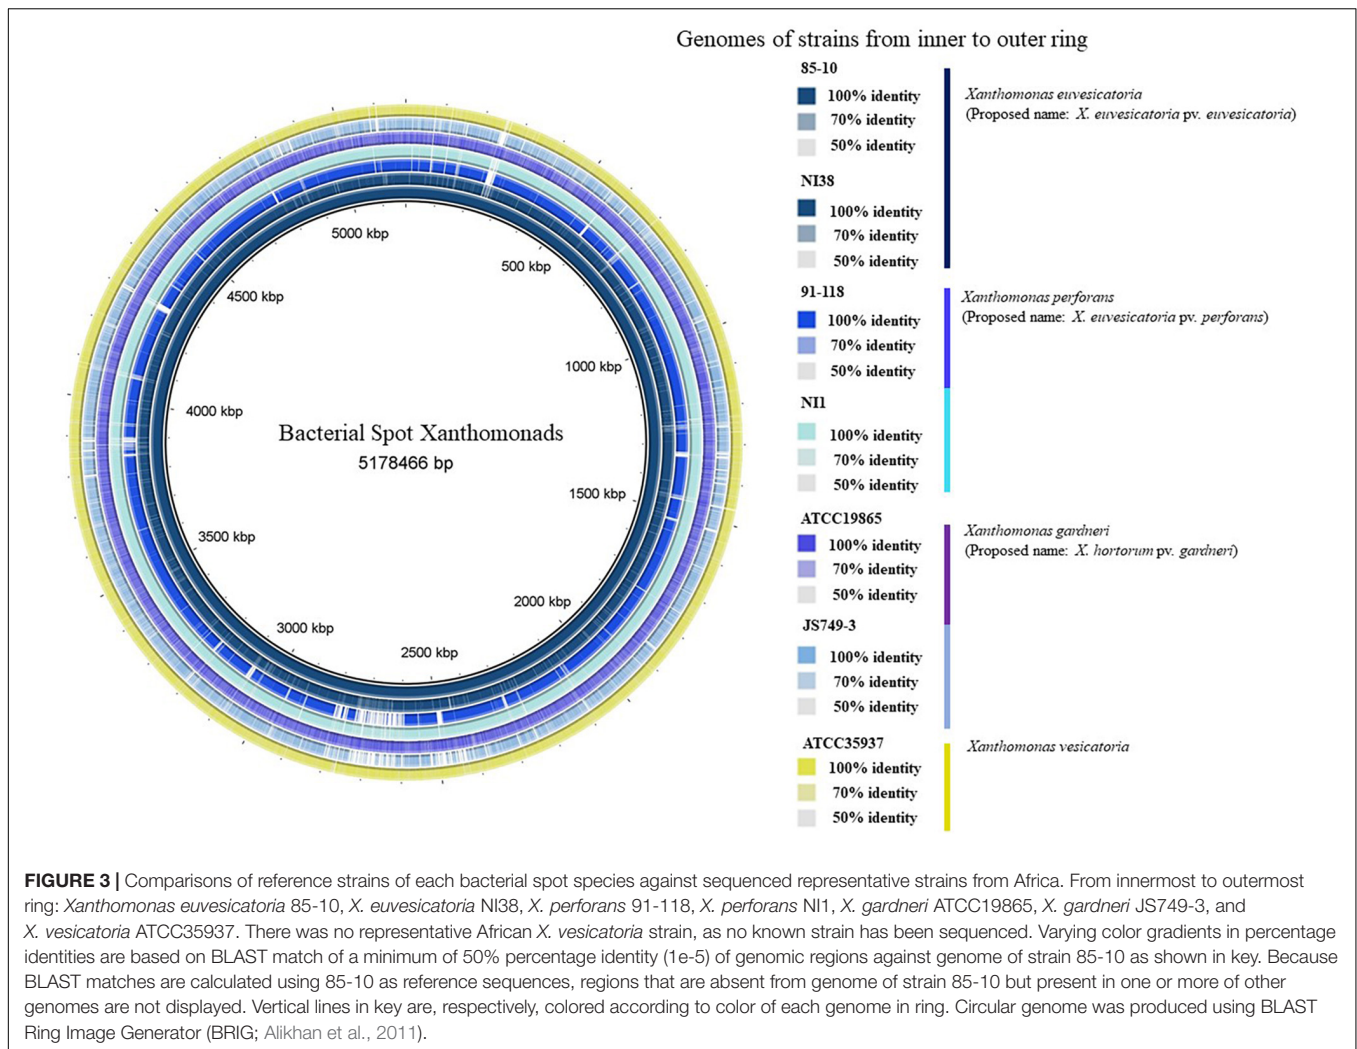 Genomes of strains from inner to outer ring
85-10
100% identity
70% identity
50% identity
Xanthomonas euvesicatoria
(Proposed name: X. euvesicatoria pv. euvesicatoria)
NI38
100% identity
70% identity
50% identity
91-118
100% identity
70% identity
50% identity
Xanthomonas perforans
(Proposed name: X. euvesicatoria pv. perforans)
NI1
100% identity
70% identity
50% identity
ATCC19865
100% identity
70% identity
50% identity
Xanthomonas gardneri
(Proposed name: X. hortorum pv. gardneri)
JS749-3
100% identity
70% identity
50% identity
ATCC35937
100% identity
70% identity
50% identity
Xanthomonas vesicatoria
5000 kbp
500 kbp
4500 kbp
1000 kbp
4000 kbp
Bacterial Spot Xanthomonads
5178466 bp
1500 kbp
3500 kbp
2000 kbp
3000 kbp
2500 kbp
FIGURE 3 | Comparisons of reference strains of each bacterial spot species against sequenced representative strains from Africa. From innermost to outermost
ring: Xanthomonas euvesicatoria 85-10, X. euvesicatoria NI38, X. perforans 91-118, X. perforans NI1, X. gardneri ATCC19865, X. gardneri JS749-3, and
X. vesicatoria ATCC35937. There was no representative African X. vesicatoria strain, as no known strain has been sequenced. Varying color gradients in percentage
identities are based on BLAST match of a minimum of 50% percentage identity (1e-5) of genomic regions against genome of strain 85-10 as shown in key. Because
BLAST matches are calculated using 85-10 as reference sequences, regions that are absent from genome of strain 85-10 but present in one or more of other
genomes are not displayed. Vertical lines in key are, respectively, colored according to color of each genome in ring. Circular genome was produced using BLAST
Ring Image Generator (BRIG; Alikhan et al., 2011).